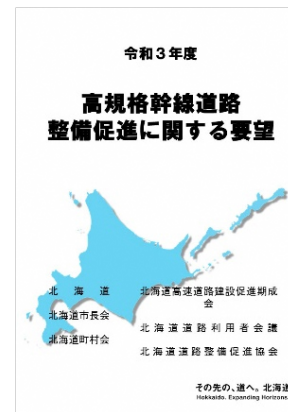 令和３年度
高規格幹線道路
整備促進に関する要望
北海道
北海道市長会
北海道町村会
北海道高速道路建設促進期成
会
北海道道路利用者会議
北海道道路整備促進協会
その先の、道へ。北海道
Hokkaido. Expanding Horizons.